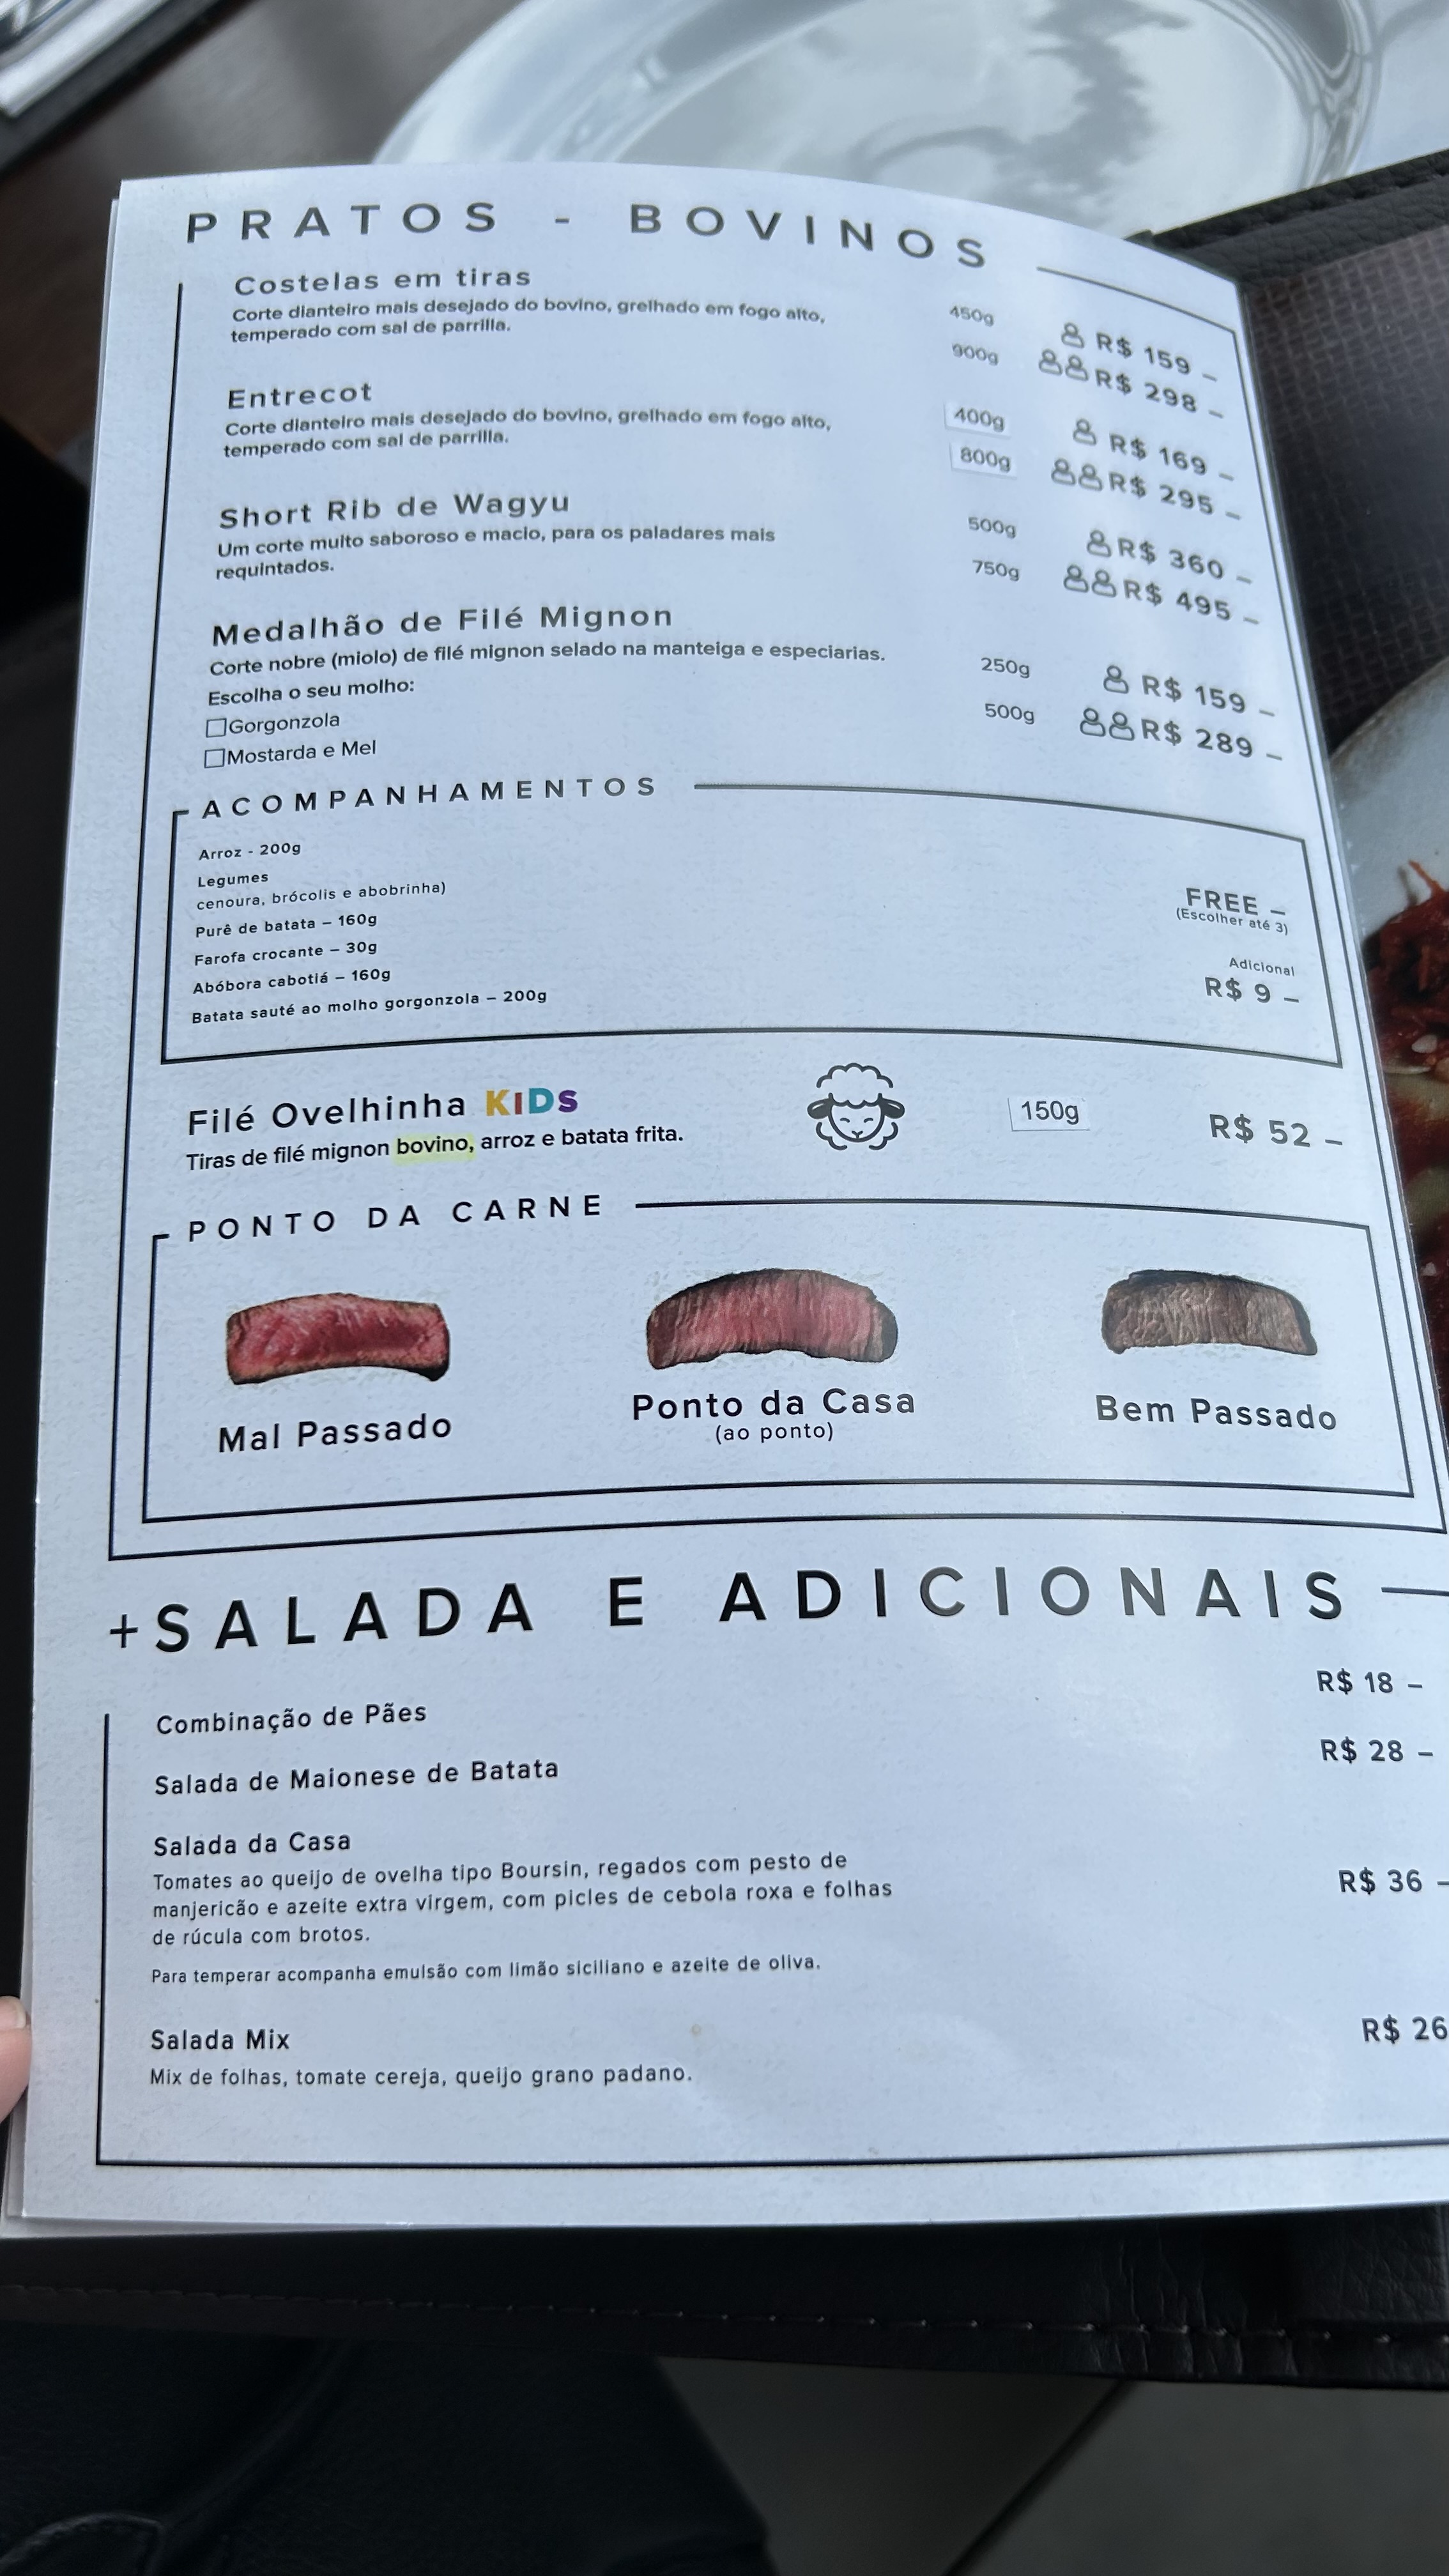 PRATOS - BOVINOS
Costelas em tiras
Corte dianteiro mais desejado do bovino, grelhado em fogo alto,
temperado com sal de parrilla.
450g R$ 159 –
900g R$ 298 –
Entrecot
Corte dianteiro mais desejado do bovino, grelhado em fogo alto,
temperado com sal de parrilla.
400g R$ 169 –
800g R$ 295 –
Short Rib de Wagyu
Um corte muito saboroso e macio, para os paladares mais
requintados.
500g R$ 360 –
750g R$ 495 –
Medalhão de Filé Mignon
Corte nobre (miolo) de filé mignon selado na manteiga e especiarias.
Escolha o seu molho:
Gorgonzola
Mostarda e Mel
250g R$ 159 –
500g R$ 289 –
ACOMPANHAMENTOS
Arroz - 200g
Legumes
cenoura, brócolis e abobrinha)
Purê de batata – 160g
Farofa crocante – 30g
Abóbora cabotiá – 160g
Batata sauté ao molho gorgonzola – 200g
FREE –
(Escolher até 3)
Adicional
R$ 9 –
Filé Ovelhinha KIDS
Tiras de filé mignon bovino, arroz e batata frita.
150g R$ 52 –
PONTO DA CARNE
Mal Passado
Ponto da Casa
(ao ponto)
Bem Passado
+SALADA E ADICIONAIS
Combinação de Pães R$ 18 –
Salada de Maionese de Batata R$ 28 –
Salada da Casa
Tomates ao queijo de ovelha tipo Boursin, regados com pesto de
manjericão e azeite extra virgem, com picles de cebola roxa e folhas
de rúcula com brotos.
R$ 36 –
Para temperar acompanha emulsão com limão siciliano e azeite de oliva.
Salada Mix R$ 26
Mix de folhas, tomate cereja, queijo grano padano.